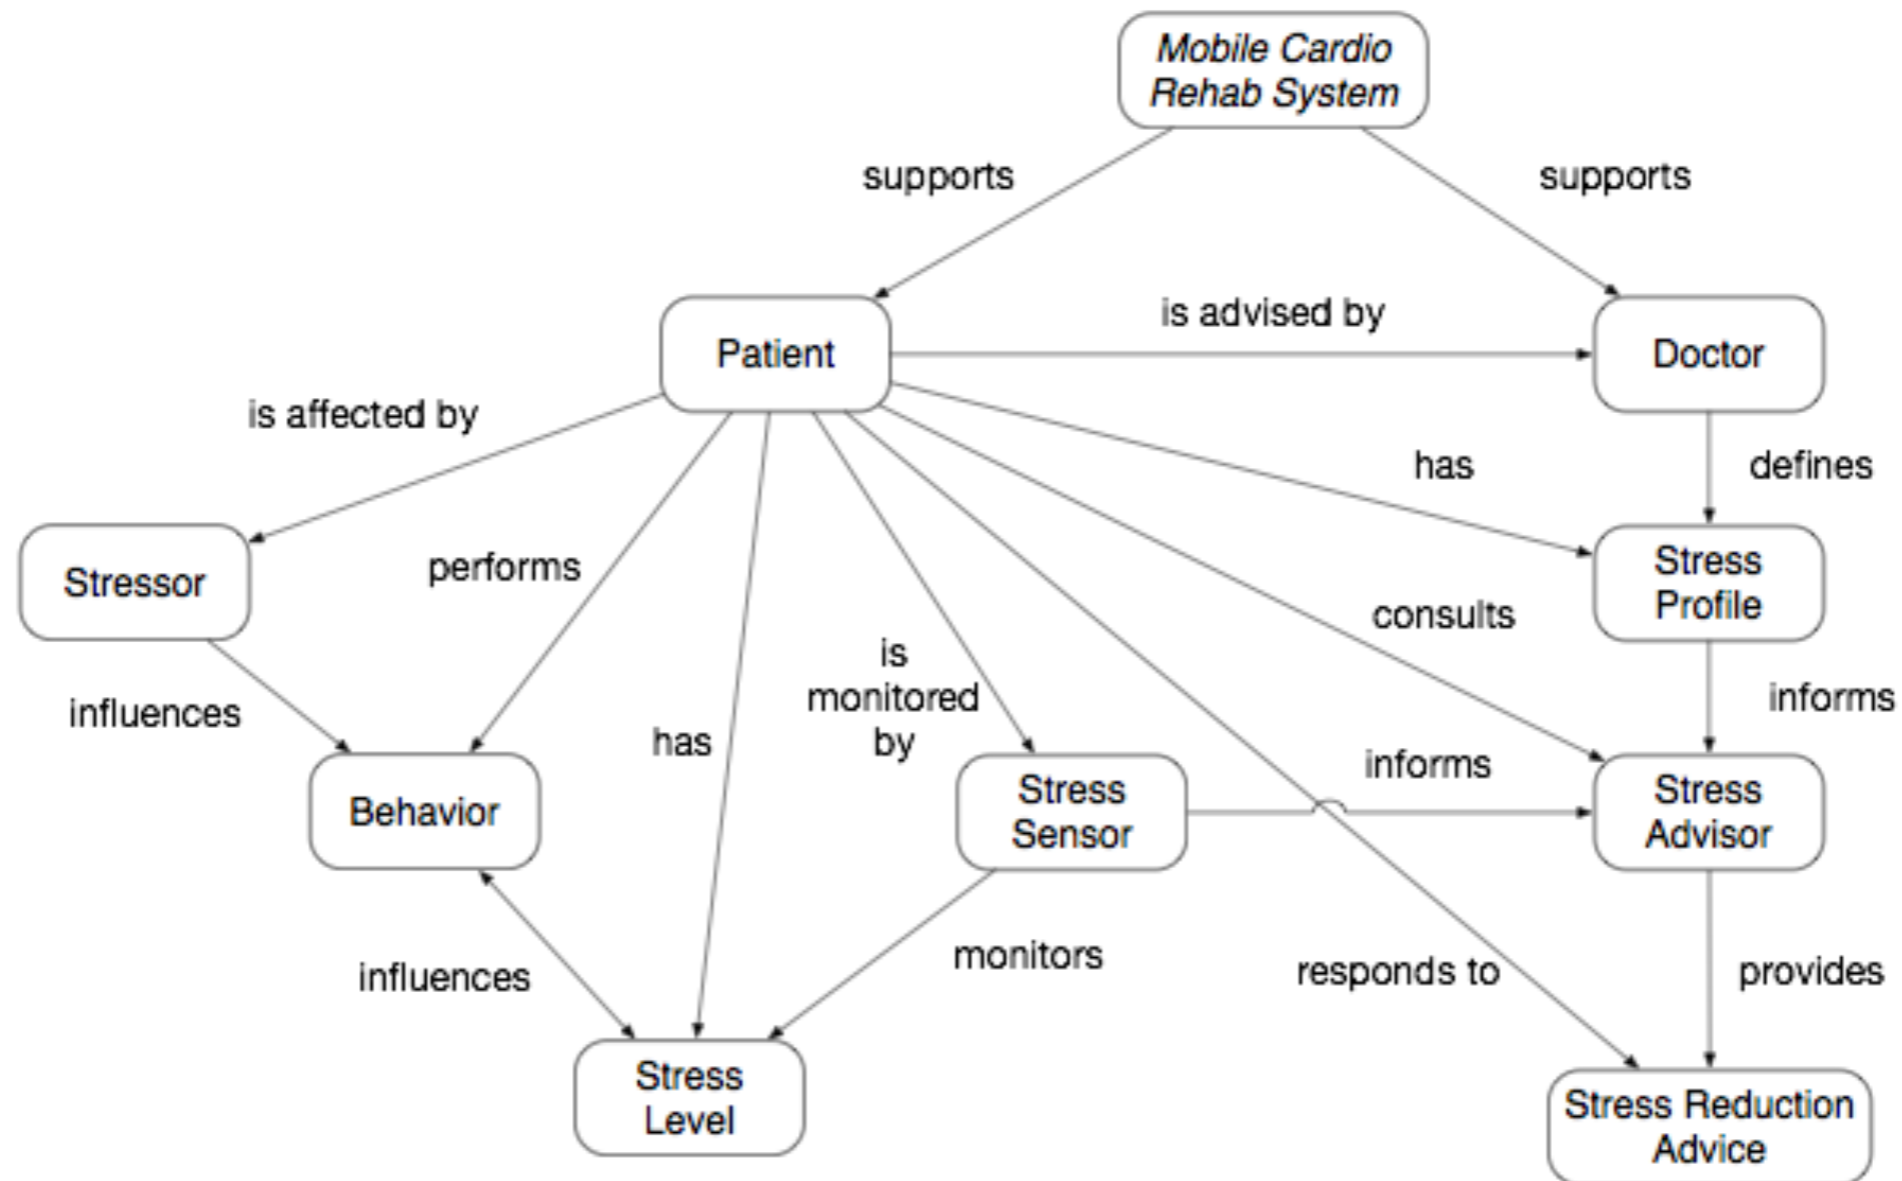 Mobile Cardio
Rehab System
supports
supports
is advised by
Patient
Doctor
is affected by
has
defines
Stressor
performs
Stress
Profile
consults
is
monitored
by
influences
has
informs
informs
Behavior
Stress
Sensor
Stress
Advisor
influences
monitors
responds to
provides
Stress
Level
Stress Reduction
Advice